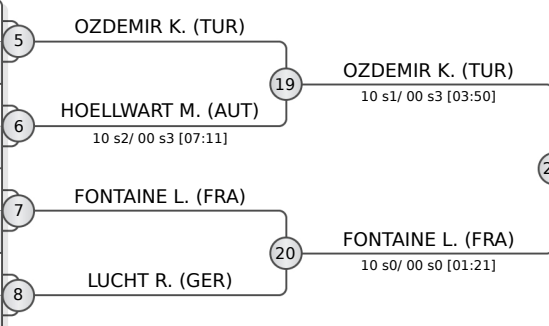 5
OZDEMIR K. (TUR)
19
OZDEMIR K. (TUR)
10 s1/ 00 s3 [03:50]
6
HOELLWART M. (AUT)
10 s2/ 00 s3 [07:11]
7
FONTAINE L. (FRA)
20
FONTAINE L. (FRA)
10 s0/ 00 s0 [01:21]
8
LUCHT R. (GER)